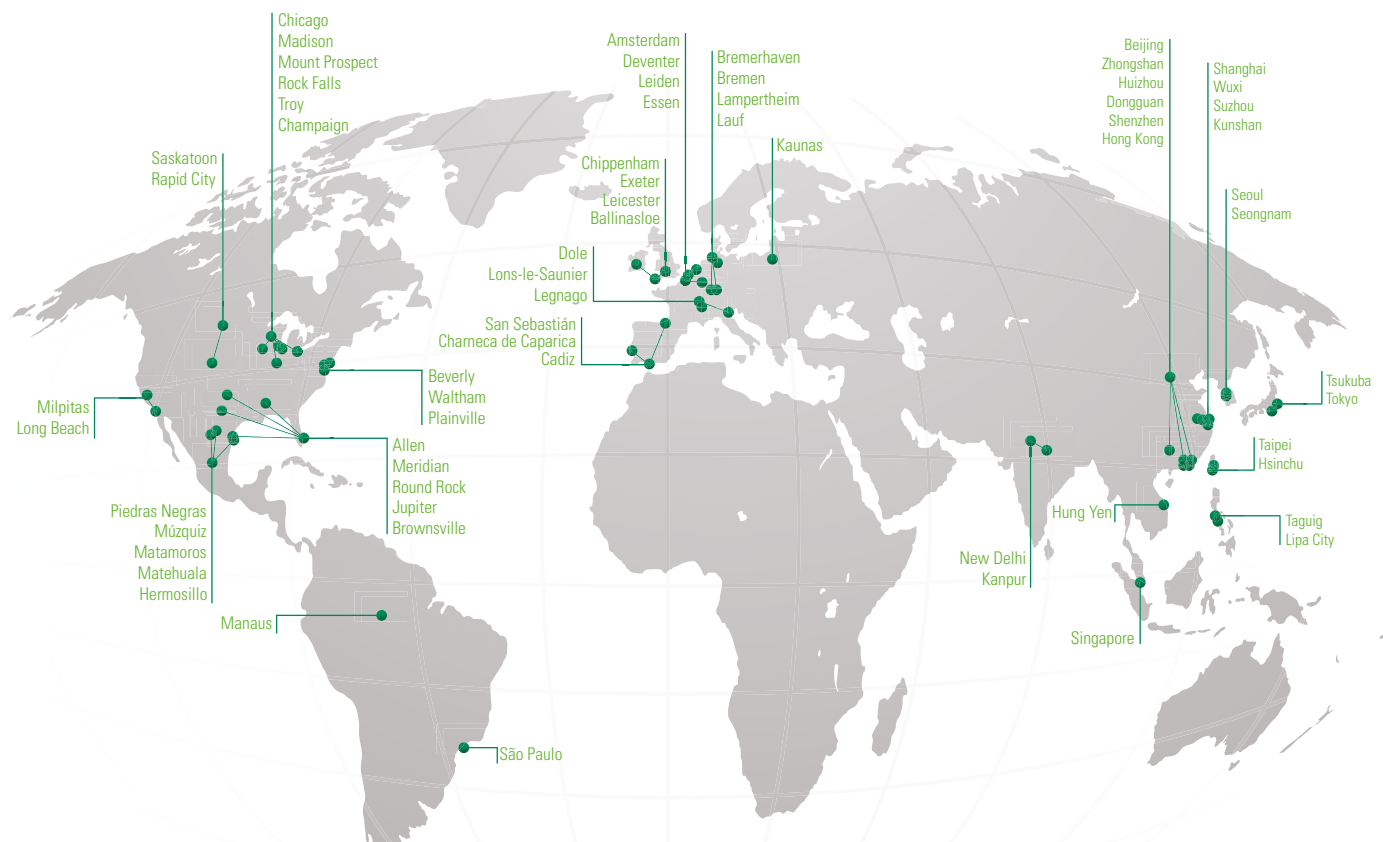 Chicago
Madison
Mount Prospect
Rock Falls
Troy
Champaign
Saskatoon
Rapid City
Amsterdam
Deventer
Leiden
Essen
Bremerhaven
Bremen
Lampertheim
Lauf
Kaunas
Chippenham
Exeter
Leicester
Ballinasloe
Dole
Lons-le-Saunier
Legnago
San Sebastián
Charneca de Caparica
Cadiz
Beijing
Zhongshan
Huizhou
Dongguan
Shenzhen
Hong Kong
Shanghai
Wuxi
Suzhou
Kunshan
Seoul
Seongnam
Tsukuba
Tokyo
Taipei
Hsinchu
Taguig
Lipa City
Hung Yen
New Delhi
Kanpur
Singapore
Milpitas
Long Beach
Beverly
Waltham
Plainville
Allen
Meridian
Round Rock
Jupiter
Brownsville
Piedras Negras
Múzquiz
Matamoros
Matehuala
Hermosillo
Manaus
São Paulo